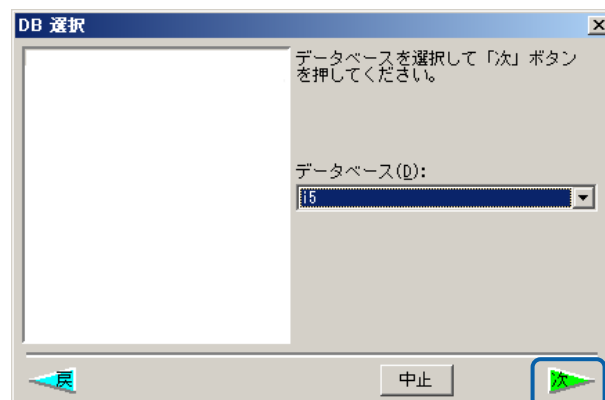 DB 選択
データベースを選択して「次」ボタン
を押してください。
データベース(D):
i5
戻
中止
次